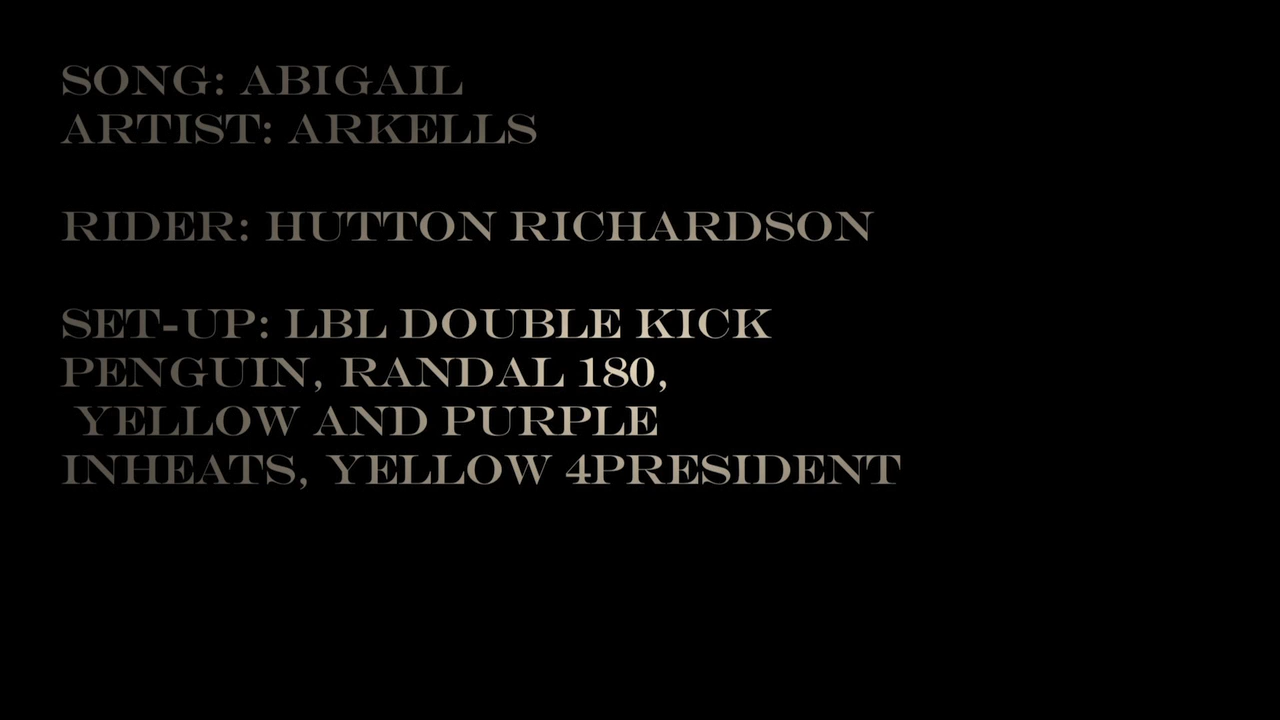 SONG: ABIGAIL
ARTIST: ARKELLS
RIDER: HUTTON RICHARDSON
SET-UP: LBL DOUBLE KICK
PENGUIN, RANDAL 180,
YELLOW AND PURPLE
INHEATS, YELLOW 4PRESIDENT